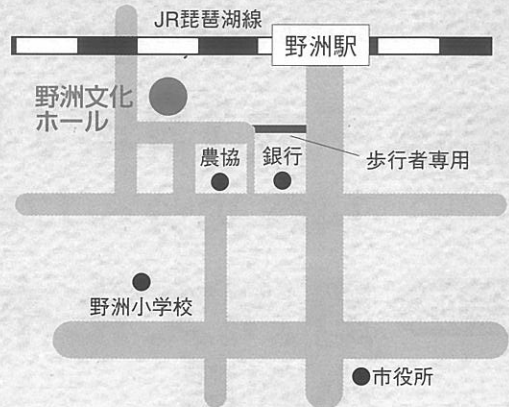 JR琵琶湖線
野洲駅
野洲文化
ホール
農協
銀行
歩行者専用
野洲小学校
市役所